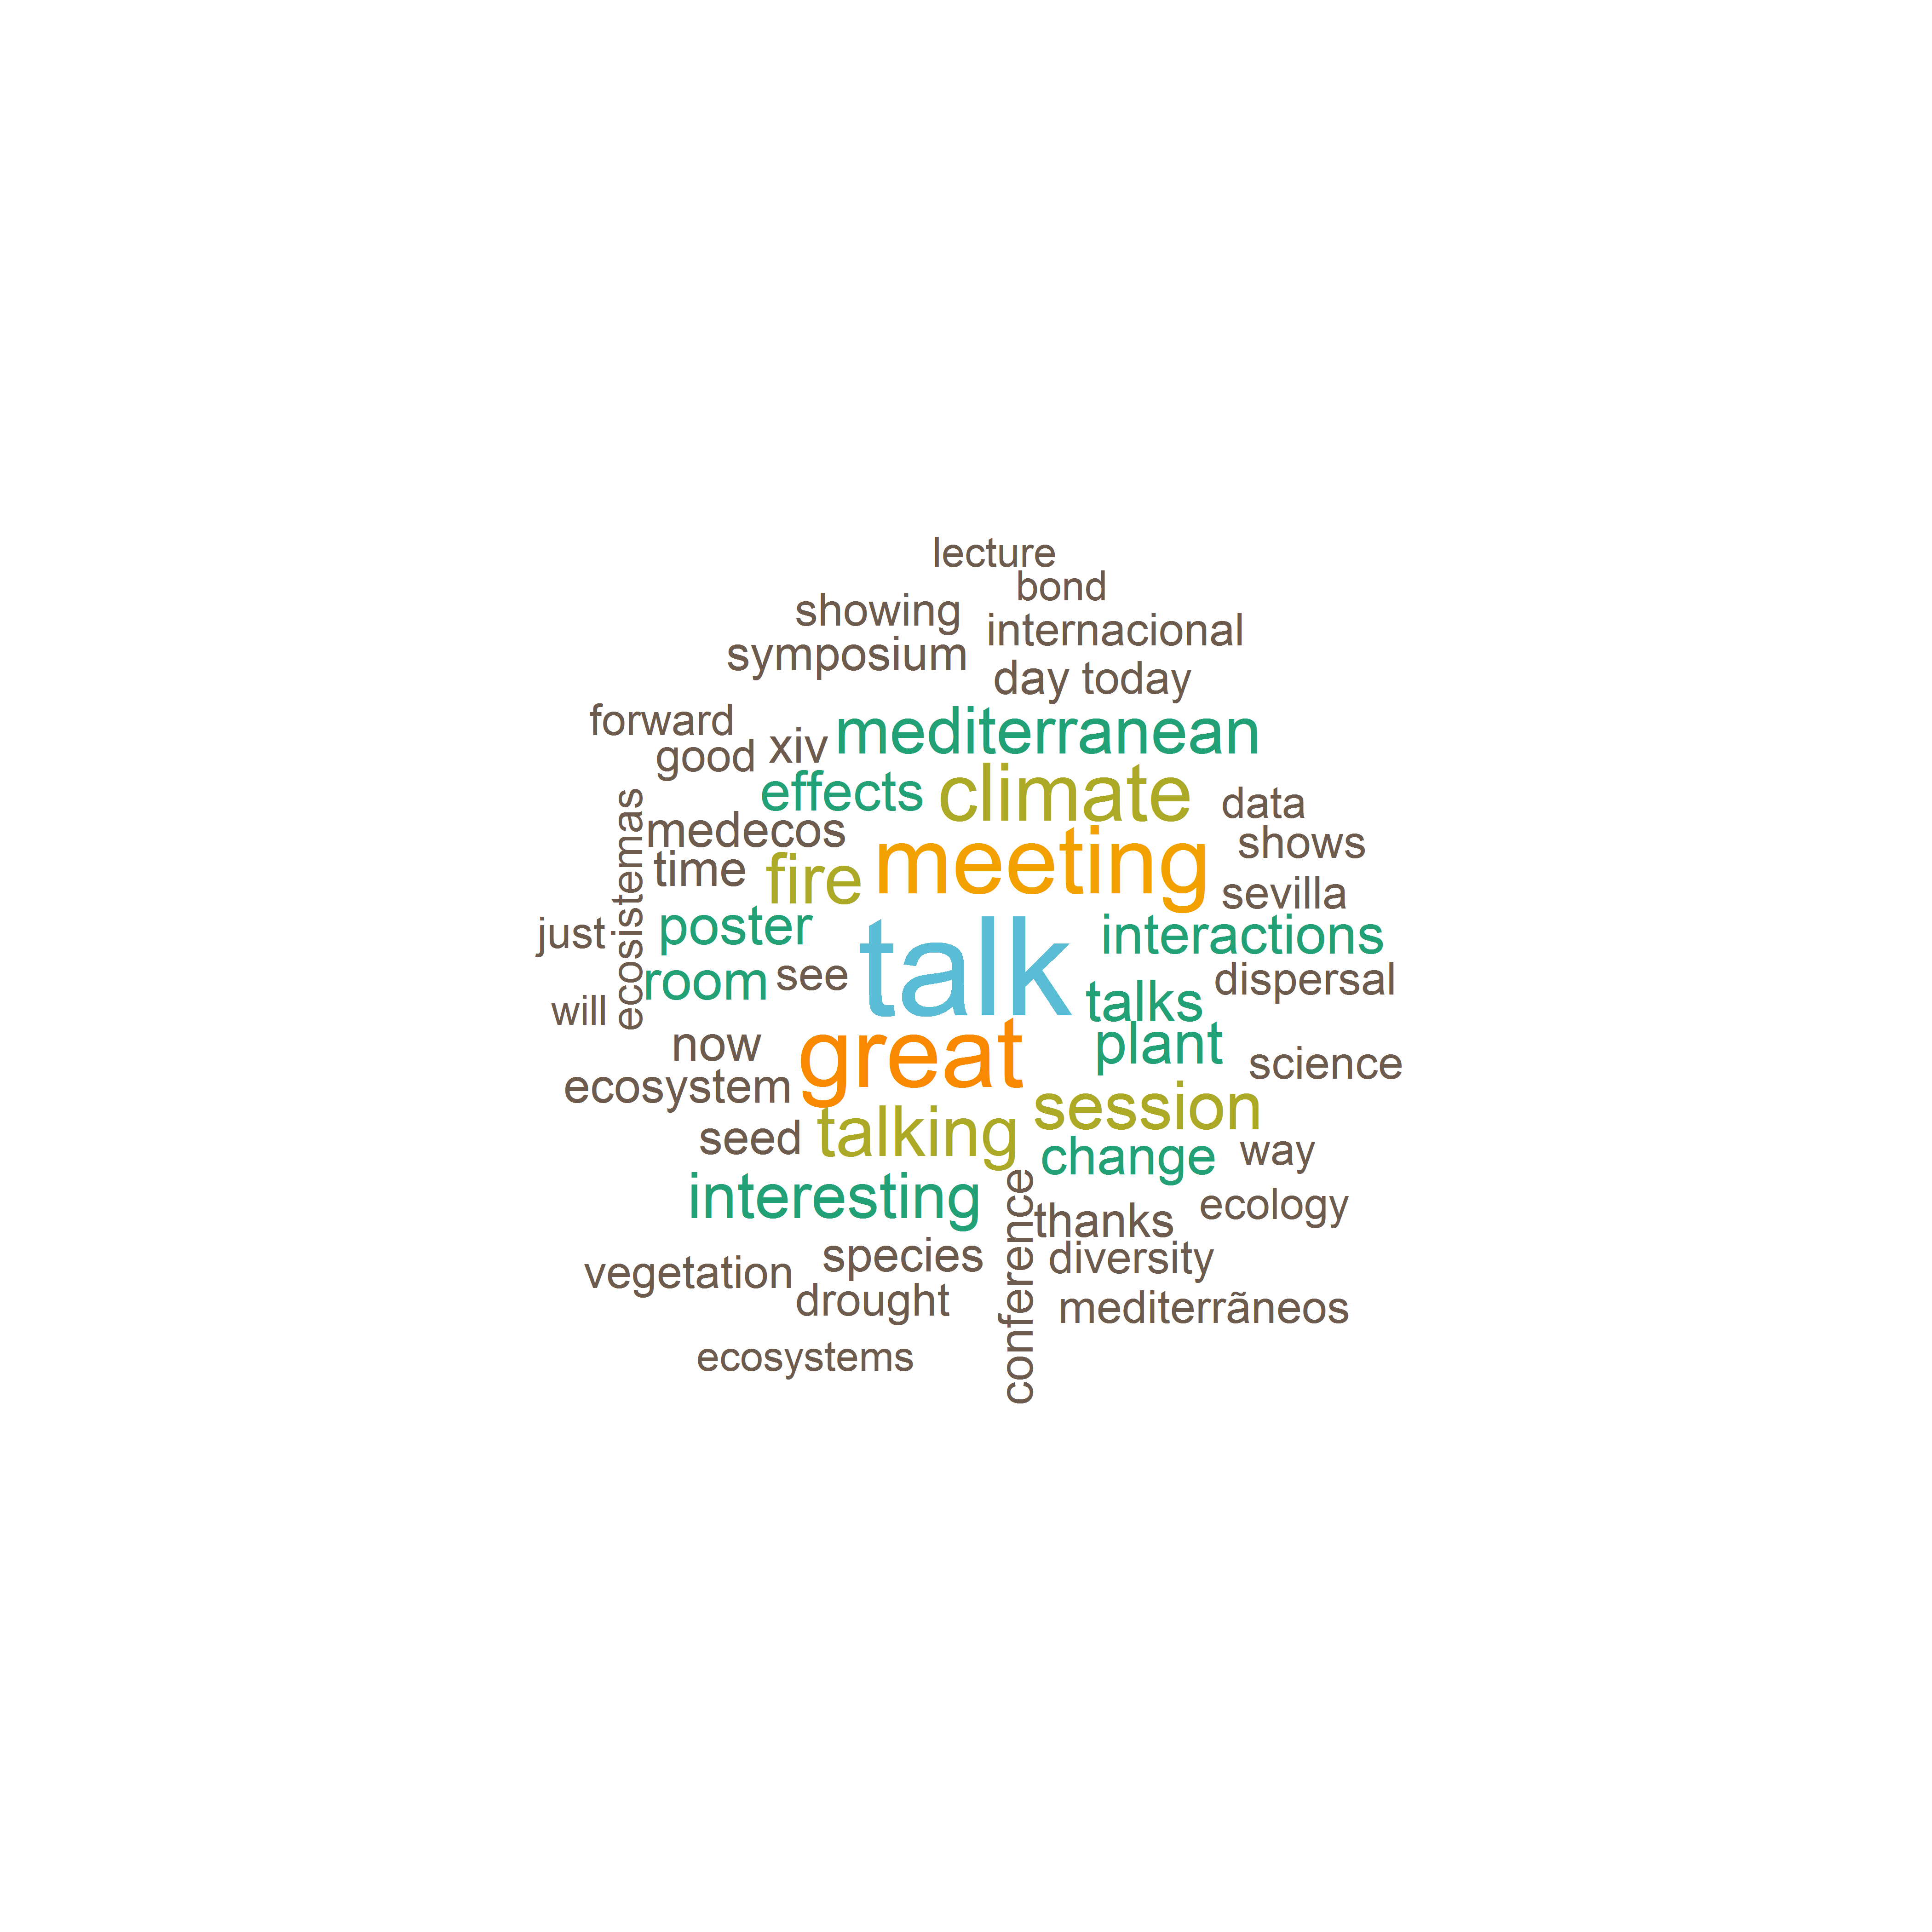 lecture
bond
showing
internacional
symposium
day today
forward
mediterranean
good
xiv
effects
climate
data
medecos
meeting
shows
time
fire
sevilla
ecosistemas
poster
interactions
just
talk
room
see
dispersal
will
talks
now
great
plant
science
ecosystem
session
seed
talking
change
way
interesting
ecology
conference
thanks
species
diversity
vegetation
drought
mediterrãneos
ecosystems